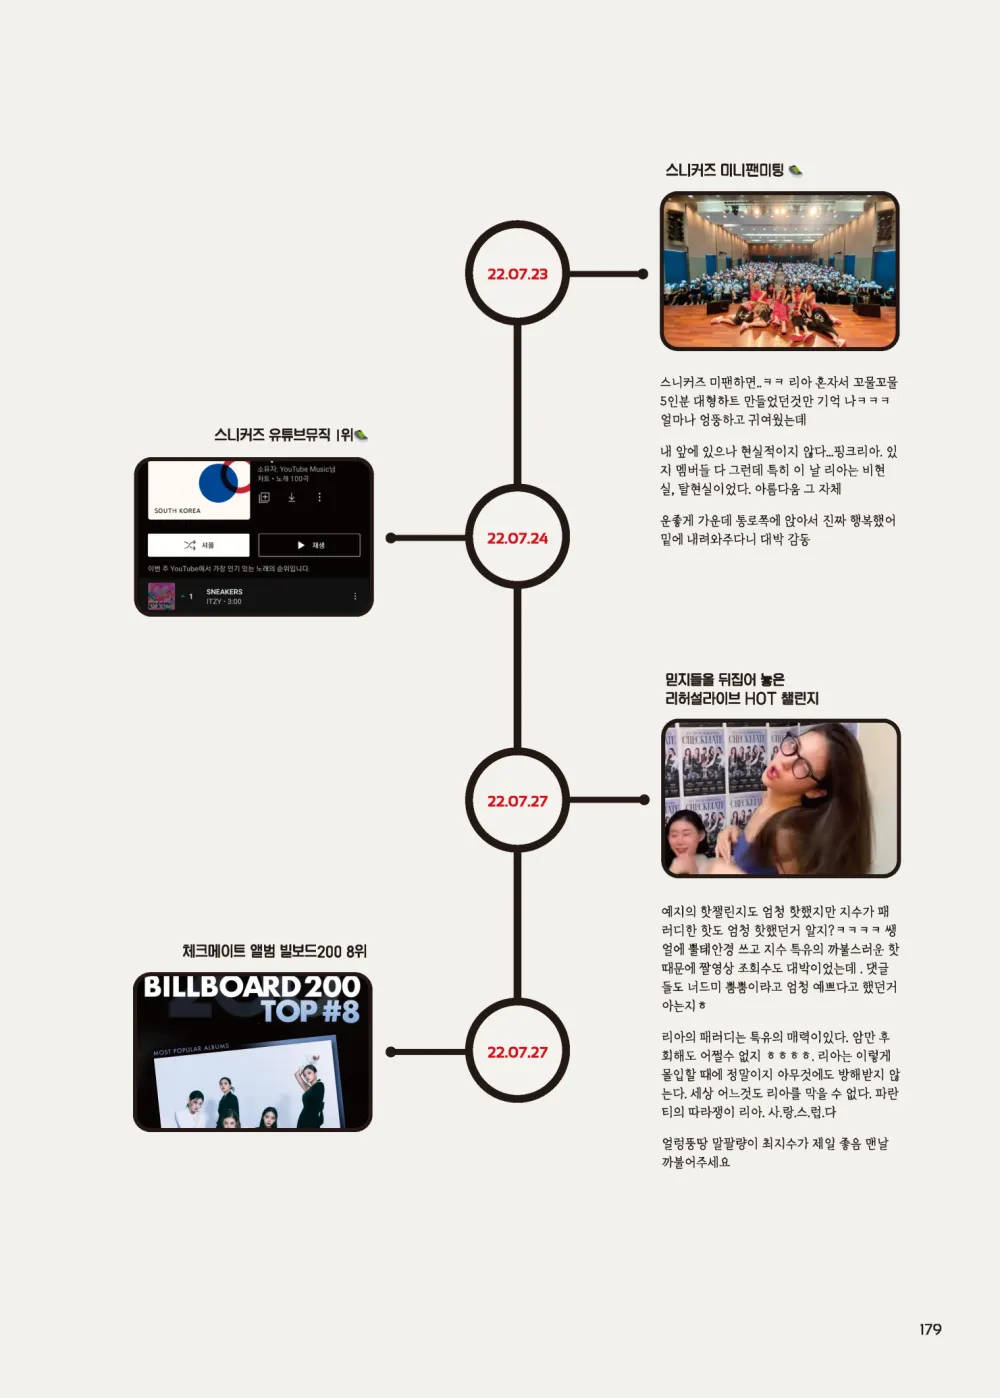 스니커즈 미니팬미팅
22.07.23
스니커즈 미팬하면..ㅋㅋ 리아 혼자서 꼬물꼬물
5인분 대형하트 만들었던것만 기억 나ㅋㅋㅋ
얼마나 엉뚱하고 귀여웠는데
내 앞에 있으나 현실적이지 않다...핑크리아. 있
지 멤버들 다 그런데 특히 이 날 리아는 비현
실, 탈현실이었다. 아름다움 그 자체
운좋게 가운데 통로쪽에 앉아서 진짜 행복했어
밑에 내려와주다니 대박 감동
스니커즈 유튜브뮤직 1위
소유자: YouTube Music님
차트 • 노래 100곡
SOUTH KOREA
셔플
재생
이번 주 YouTube에서 가장 인기 있는 노래의 순위입니다.
1
SNEAKERS
ITZY • 3:00
22.07.24
믿지들을 뒤집어 놓은
리허설라이브 HOT 챌린지
CHECKMATE
CHECKMATE
CHECKMATE
22.07.27
예지의 핫챌린지도 엄청 핫했지만 지수가 패
러디한 핫도 엄청 핫했던거 알지?ㅋㅋㅋㅋ 쌩
얼에 뿔테안경 쓰고 지수 특유의 까불스러운 핫
때문에 짤영상 조회수도 대박이었는데 . 댓글
들도 너드미 뿜뿜이라고 엄청 예쁘다고 했던거
아는지ㅎ
리아의 패러디는 특유의 매력이있다. 암만 후
회해도 어쩔수 없지 ㅎㅎㅎㅎ. 리아는 이렇게
몰입할 때에 정말이지 아무것에도 방해받지 않
는다. 세상 어느것도 리아를 막을 수 없다. 파란
티의 따라쟁이 리아. 사.랑.스.럽.다
얼렁뚱땅 말괄량이 최지수가 제일 좋음 맨날
까불어주세요
체크메이트 앨범 빌보드200 8위
BILLBOARD 200
TOP #8
MOST POPULAR ALBUMS
22.07.27
179